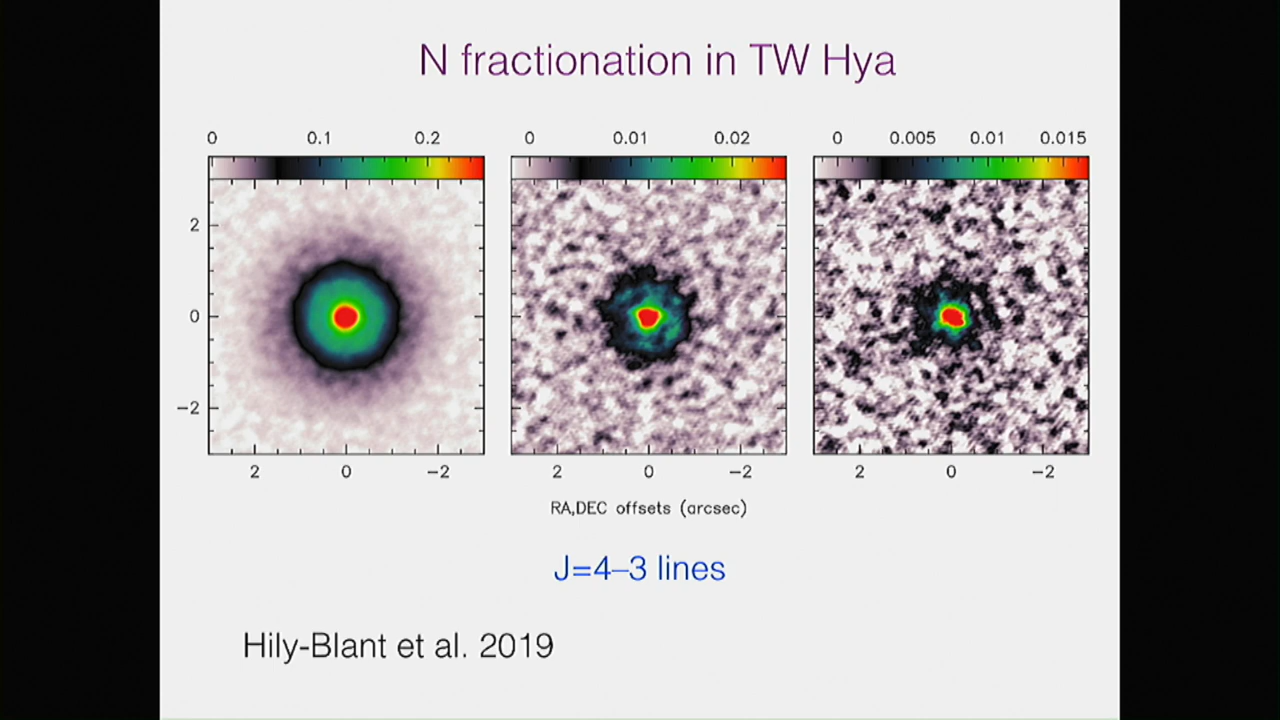 N fractionation in TW Hya
0 0.1 0.2
0 0.01 0.02
0 0.005 0.01 0.015
2
0
−2
2 0 −2
2 0 −2
2 0 −2
RA,DEC offsets (arcsec)
J=4–3 lines
Hily-Blant et al. 2019